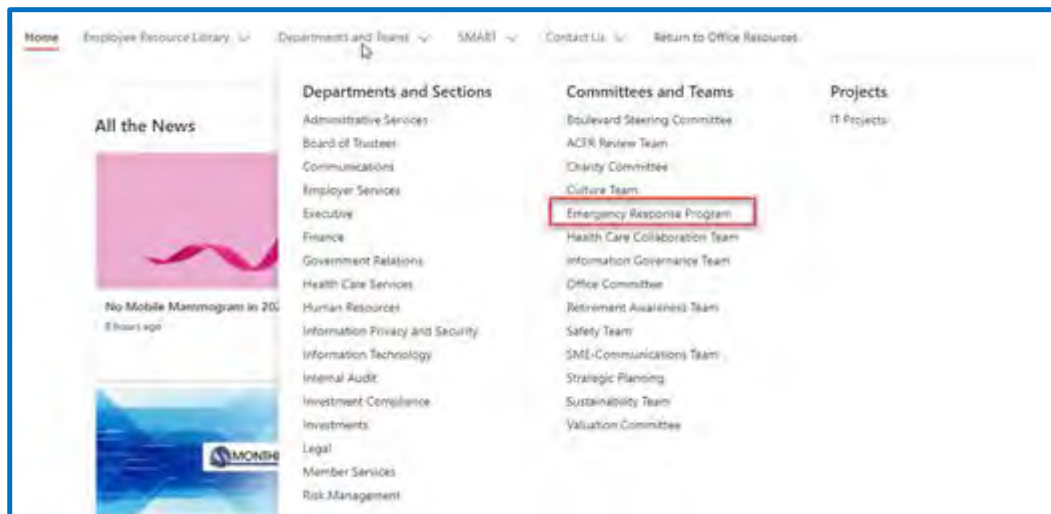 Home Employee Resource Library Departments and Teams SMART Contact Us Return to Office Resources
All the News
No Mobile Mammogram in 202
8 hours ago
MONTH
Departments and Sections
Administrative Services
Board of Trustees
Communications
Employer Services
Executive
Finance
Government Relations
Health Care Services
Human Resources
Information Privacy and Security
Information Technology
Internal Audit
Investment Compliance
Investments
Legal
Member Services
Risk Management
Committees and Teams
Boulevard Steering Committee
ACFR Review Team
Charity Committee
Culture Team
Emergency Response Program
Health Care Collaboration Team
Information Governance Team
Office Committee
Retirement Awareness Team
Safety Team
SME-Communications Team
Strategic Planning
Sustainability Team
Valuation Committee
Projects
IT Projects